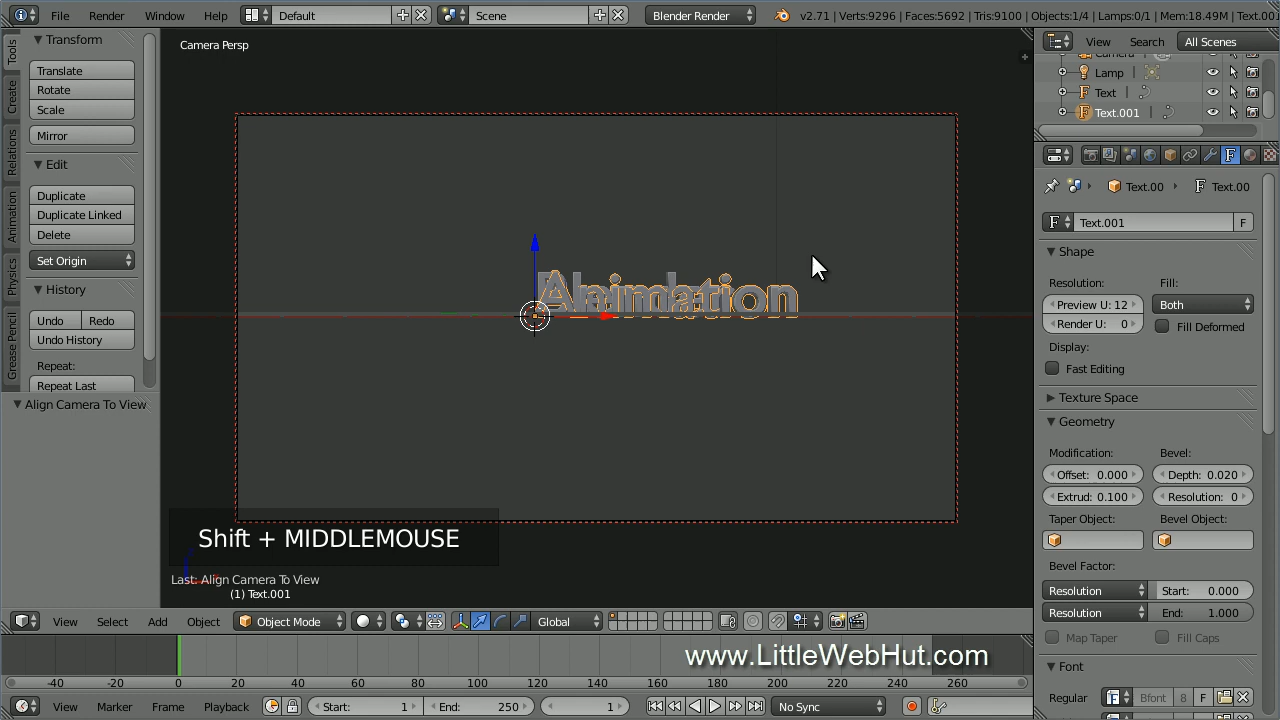 File Render Window Help Default Scene Blender Render v2.71 | Verts:9296 | Faces:5692 | Tris:9100 | Objects:1/4 | Lamps:0/1 | Mem:18.49M | Text.00
Transform
Tools
Create
Relations
Animation
Physics
Grease Pencil
Translate
Rotate
Scale
Mirror
Edit
Duplicate
Duplicate Linked
Delete
Set Origin
History
Undo Redo
Undo History
Repeat:
Repeat Last
Align Camera To View
Camera Persp
Animation
Shift + MIDDLEMOUSE
Last: Align Camera To View
(1) Text.001
View Select Add Object Object Mode Global
www.LittleWebHut.com
-40 -20 0 20 40 60 80 100 120 140 160 180 200 220 240 260
View Marker Frame Playback Start: 1 End: 250 1 No Sync
View Search All Scenes
Camera
Lamp
Text
Text.001
Text.00 F Text.00
F Text.001 F
Shape
Resolution: Fill:
Preview U: 12 Both
Render U: 0 Fill Deformed
Display:
Fast Editing
Texture Space
Geometry
Modification: Bevel:
Offset: 0.000 Depth: 0.020
Extrud: 0.100 Resolution: 0
Taper Object: Bevel Object:
Bevel Factor:
Resolution Start: 0.000
Resolution End: 1.000
Map Taper Fill Caps
Font
Regular Bfont 8 F